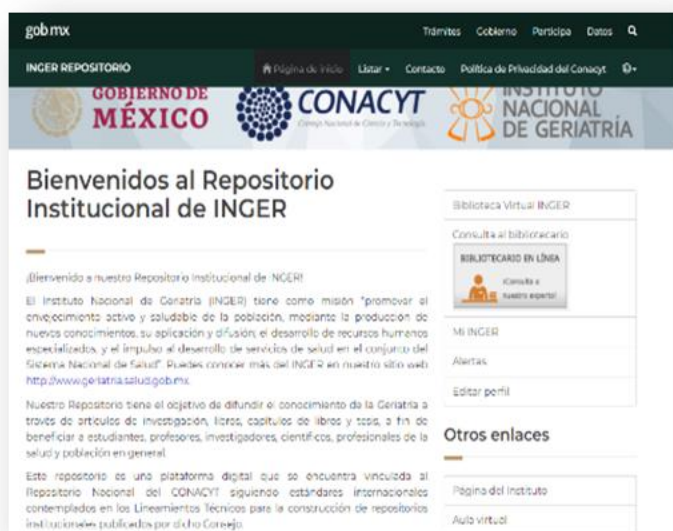 gob.mx
Trámites Gobierno Participa Datos
INGER REPOSITORIO
Página de inicio Listar Contacto Política de Privacidad del Conacyt
GOBIERNO DE
MÉXICO
CONACYT
Consejo Nacional de Ciencia y Tecnología
INSTITUTO
NACIONAL
DE GERIATRÍA
Bienvenidos al Repositorio
Institucional de INGER
¡Bienvenido a nuestro Repositorio Institucional de INGER!
El Instituto Nacional de Geriatría (INGER) tiene como misión "promover el
envejecimiento activo y saludable de la población, mediante la producción de
nuevos conocimientos, su aplicación y difusión; el desarrollo de recursos humanos
especializados, y el impulso al desarrollo de servicios de salud en el conjunto del
Sistema Nacional de Salud". Puedes conocer más del INGER en nuestro sitio web
http://www.geriatria.salud.gob.mx.
Nuestro Repositorio tiene el objetivo de difundir el conocimiento de la Geriatría a
través de artículos de investigación, libros, capítulos de libros y tesis, a fin de
beneficiar a estudiantes, profesores, investigadores, científicos, profesionales de la
salud y población en general.
Este repositorio es una plataforma digital que se encuentra vinculada al
Repositorio Nacional del CONACYT siguiendo estándares internacionales
contemplados en los Lineamientos Técnicos para la construcción de repositorios
institucionales publicados por dicho Consejo.
Biblioteca Virtual INGER
Consulta al bibliotecario
BIBLIOTECARIO EN LÍNEA
¡Consulta a
nuestro experto!
Mi INGER
Alertas
Editar perfil
Otros enlaces
Página del Instituto
Aula virtual